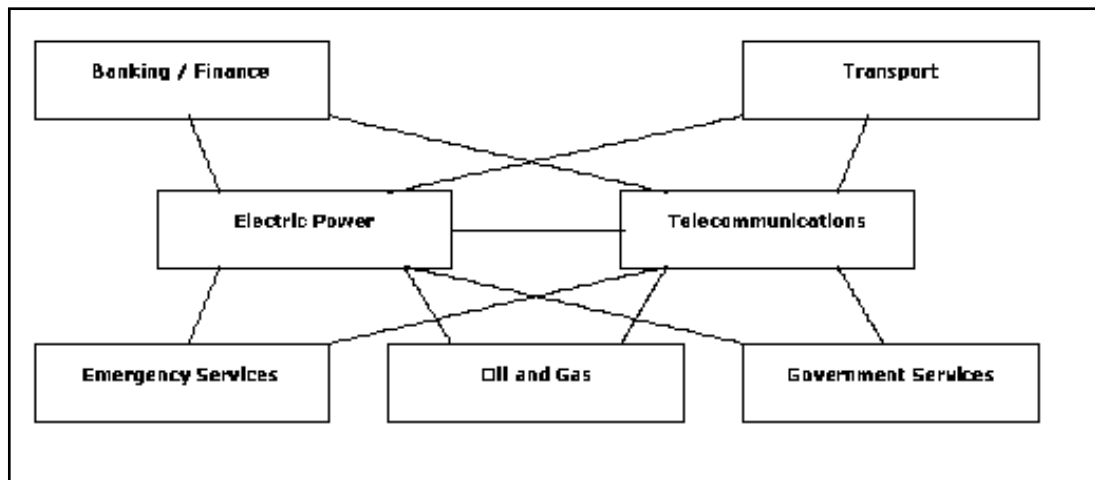 Banking / Finance
Transport
Electric Power
Telecommunications
Emergency Services
Oil and Gas
Government Services